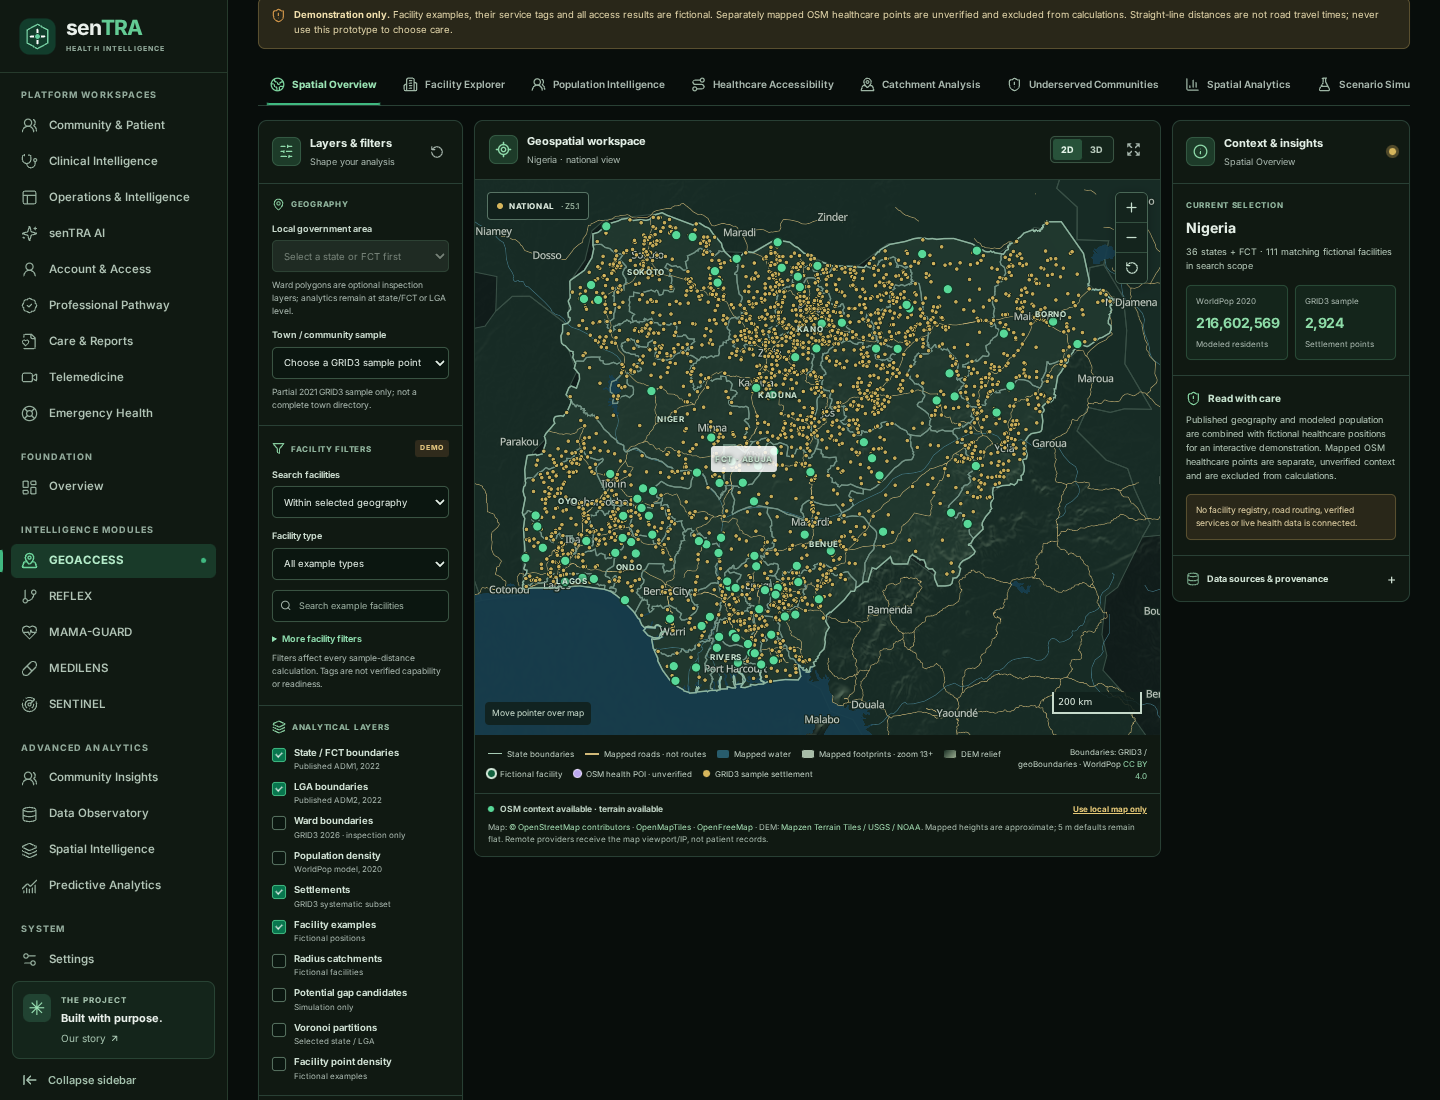 senTRA
HEALTH INTELLIGENCE
PLATFORM WORKSPACES
Community & Patient
Clinical Intelligence
Operations & Intelligence
senTRA AI
Account & Access
Professional Pathway
Care & Reports
Telemedicine
Emergency Health
FOUNDATION
Overview
INTELLIGENCE MODULES
GEOACCESS
REFLEX
MAMA-GUARD
MEDILENS
SENTINEL
ADVANCED ANALYTICS
Community Insights
Data Observatory
Spatial Intelligence
Predictive Analytics
SYSTEM
Settings
THE PROJECT
Built with purpose.
Our story ↗
Collapse sidebar
Demonstration only. Facility examples, their service tags and all access results are fictional. Separately mapped OSM healthcare points are unverified and excluded from calculations. Straight-line distances are not road travel times; never
use this prototype to choose care.
Spatial Overview
Facility Explorer
Population Intelligence
Healthcare Accessibility
Catchment Analysis
Underserved Communities
Spatial Analytics
Scenario Simu
Layers & filters
Shape your analysis
GEOGRAPHY
Local government area
Select a state or FCT first
Ward polygons are optional inspection
layers; analytics remain at state/FCT or LGA
level.
Town / community sample
Choose a GRID3 sample point
Partial 2021 GRID3 sample only; not a
complete town directory.
FACILITY FILTERS
DEMO
Search facilities
Within selected geography
Facility type
All example types
Search example facilities
More facility filters
Filters affect every sample-distance
calculation. Tags are not verified capability
or readiness.
ANALYTICAL LAYERS
State / FCT boundaries
Published ADM1, 2022
LGA boundaries
Published ADM2, 2022
Ward boundaries
GRID3 2026 · inspection only
Population density
WorldPop model, 2020
Settlements
GRID3 systematic subset
Facility examples
Fictional positions
Radius catchments
Fictional facilities
Potential gap candidates
Simulation only
Voronoi partitions
Selected state / LGA
Facility point density
Fictional examples
Geospatial workspace
Nigeria · national view
2D 3D
NATIONAL · Z5.1
Niamey
Dosso
Zinder
Maradi
SOKOTO
KANO
BORNO
Mai
N'Djamena
Maroua
KADUNA
NIGER
Minna
Parakou
FCT · ABUJA
Garoua
Yola
Ilorin
OYO
Makurdi
BENUE
ONDO
LAGOS
Cotonou
Benin City
Warri
RIVERS
Port Harcourt
Bamenda
Bou
Ber
Douala
Malabo
Yaoundé
200 km
Move pointer over map
State boundaries
Mapped roads · not routes
Mapped water
Mapped footprints · zoom 13+
DEM relief
Fictional facility
OSM health POI · unverified
GRID3 sample settlement
Boundaries: GRID3 /
geoBoundaries · WorldPop CC BY
4.0
OSM context available · terrain available
Use local map only
Map: © OpenStreetMap contributors · OpenMapTiles · OpenFreeMap · DEM: Mapzen Terrain Tiles / USGS / NOAA. Mapped heights are approximate; 5 m defaults remain
flat. Remote providers receive the map viewport/IP, not patient records.
Context & insights
Spatial Overview
CURRENT SELECTION
Nigeria
36 states + FCT · 111 matching fictional facilities
in search scope
WorldPop 2020
216,602,569
Modeled residents
GRID3 sample
2,924
Settlement points
Read with care
Published geography and modeled population
are combined with fictional healthcare positions
for an interactive demonstration. Mapped OSM
healthcare points are separate, unverified context
and are excluded from calculations.
No facility registry, road routing, verified
services or live health data is connected.
Data sources & provenance +